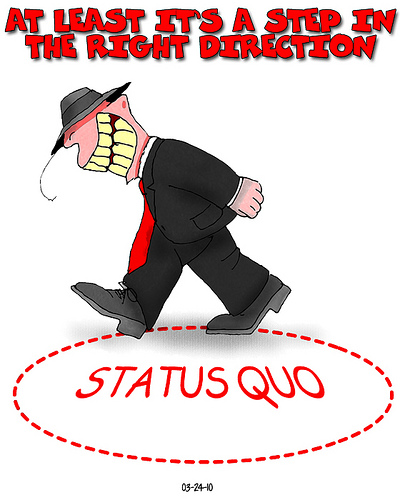 AT LEAST IT'S A STEP IN
THE RIGHT DIRECTION
STATUS QUO
03-24-10